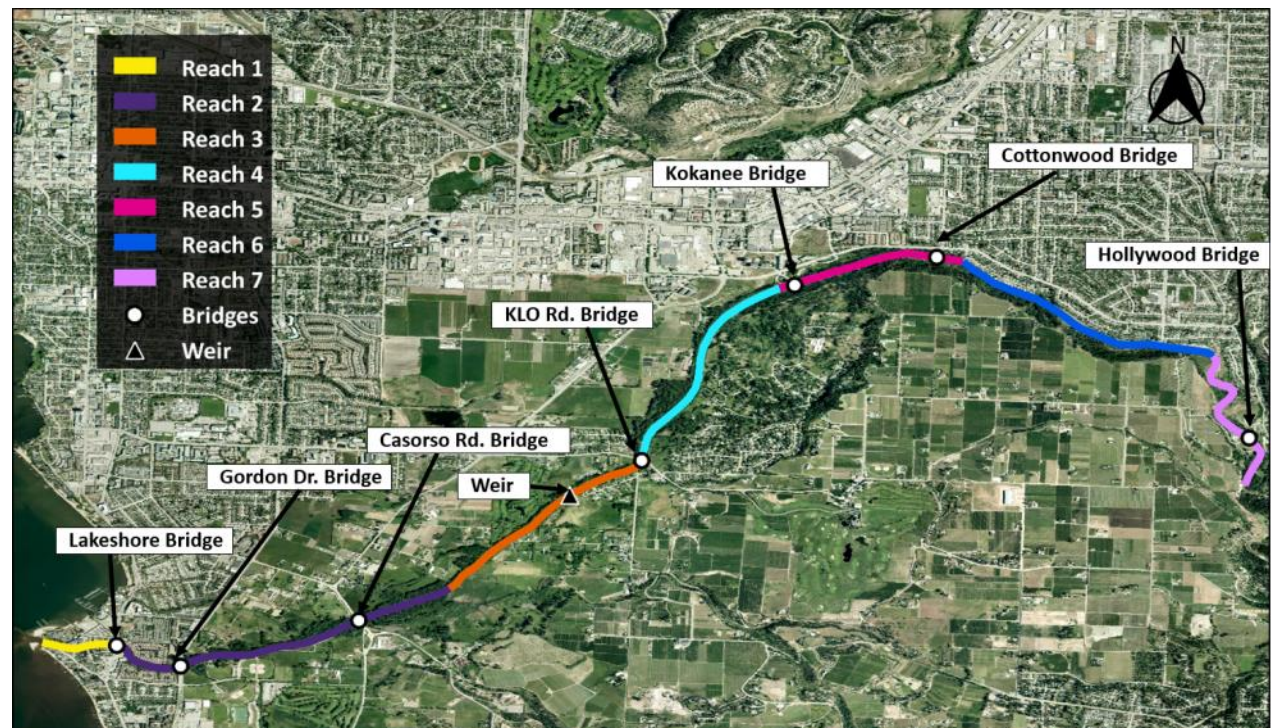 Reach 1
Reach 2
Reach 3
Reach 4
Reach 5
Reach 6
Reach 7
Bridges
Weir
N
Cottonwood Bridge
Kokanee Bridge
Hollywood Bridge
KLO Rd. Bridge
Casorso Rd. Bridge
Gordon Dr. Bridge
Weir
Lakeshore Bridge